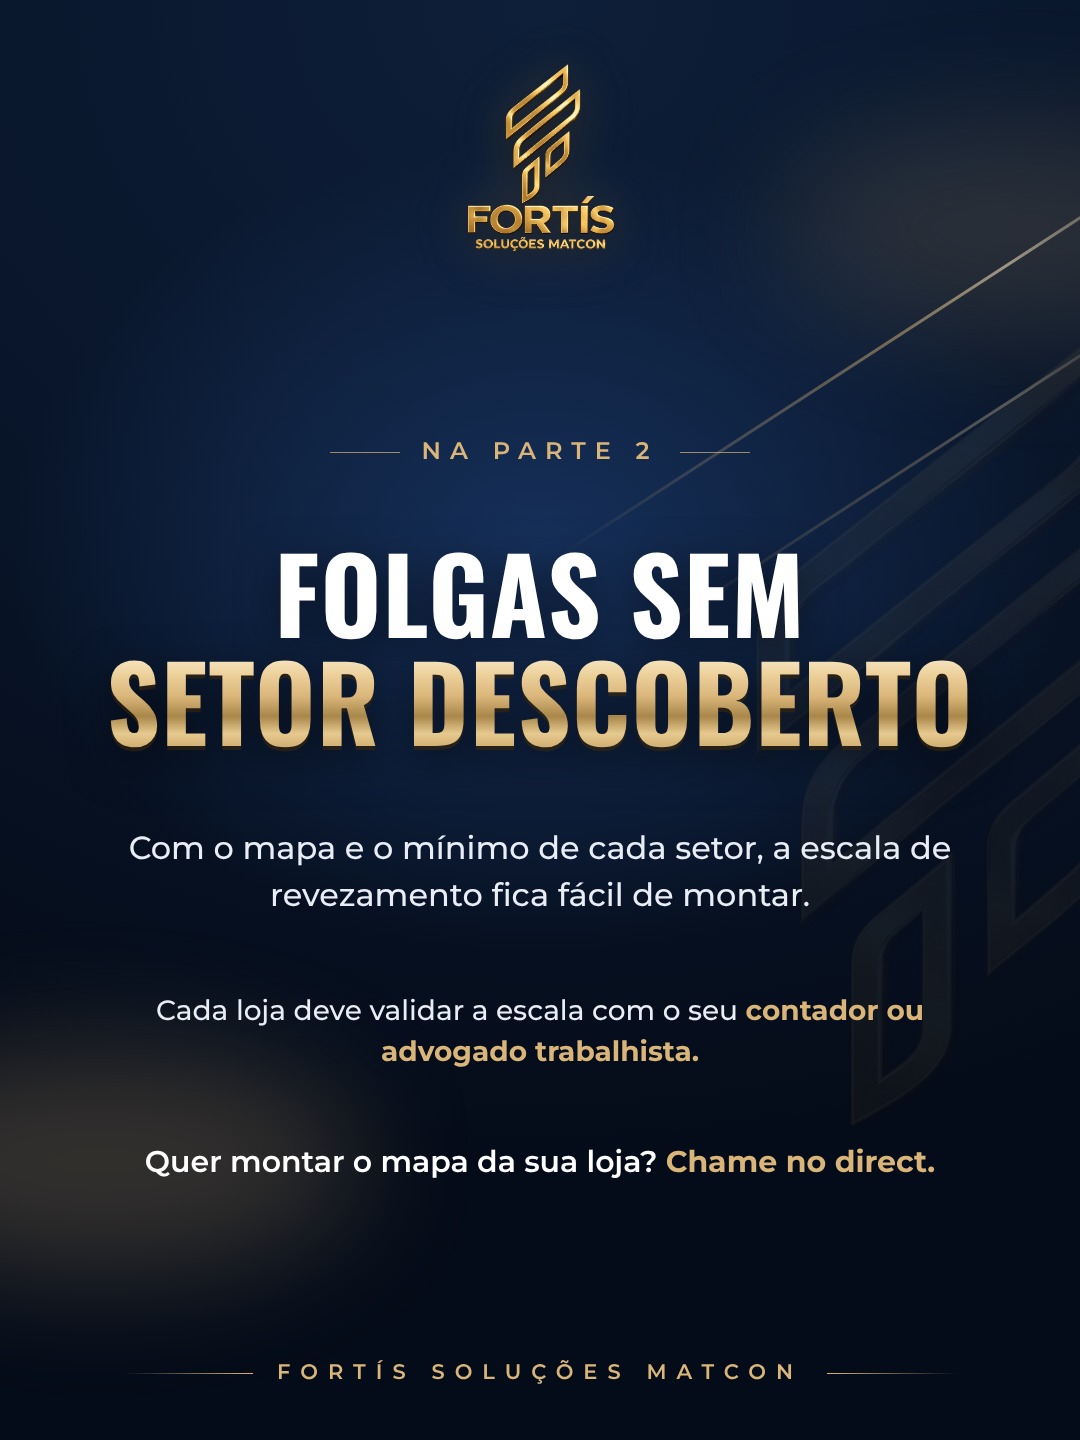 FORTÍS
SOLUÇÕES MATCON
NA PARTE 2
FOLGAS SEM
SETOR DESCOBERTO
Com o mapa e o mínimo de cada setor, a escala de
revezamento fica fácil de montar.
Cada loja deve validar a escala com o seu contador ou
advogado trabalhista.
Quer montar o mapa da sua loja? Chame no direct.
FORTÍS SOLUÇÕES MATCON